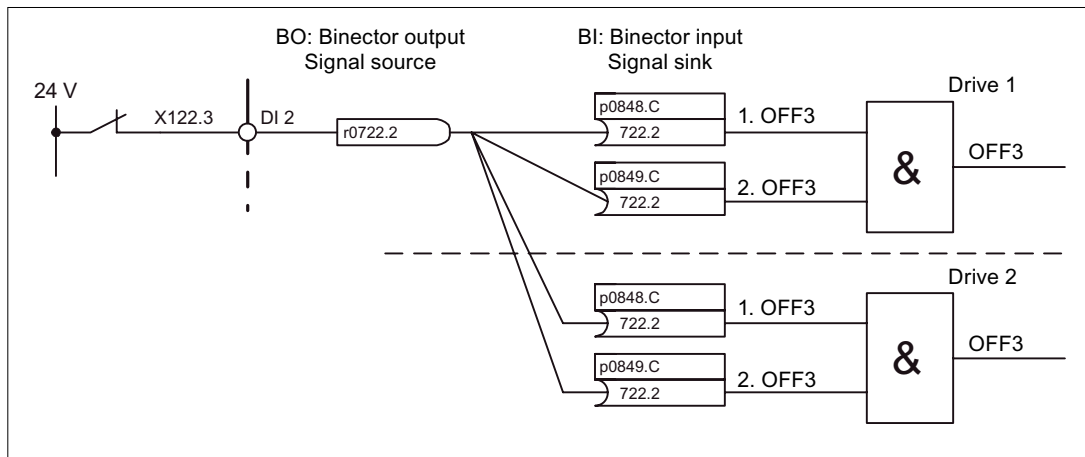 BO: Binector output
Signal source
BI: Binector input
Signal sink
24 V
X122.3
DI 2
r0722.2
Drive 1
p0848.C
722.2
1. OFF3
p0849.C
722.2
2. OFF3
&
OFF3
Drive 2
p0848.C
722.2
1. OFF3
p0849.C
722.2
2. OFF3
&
OFF3